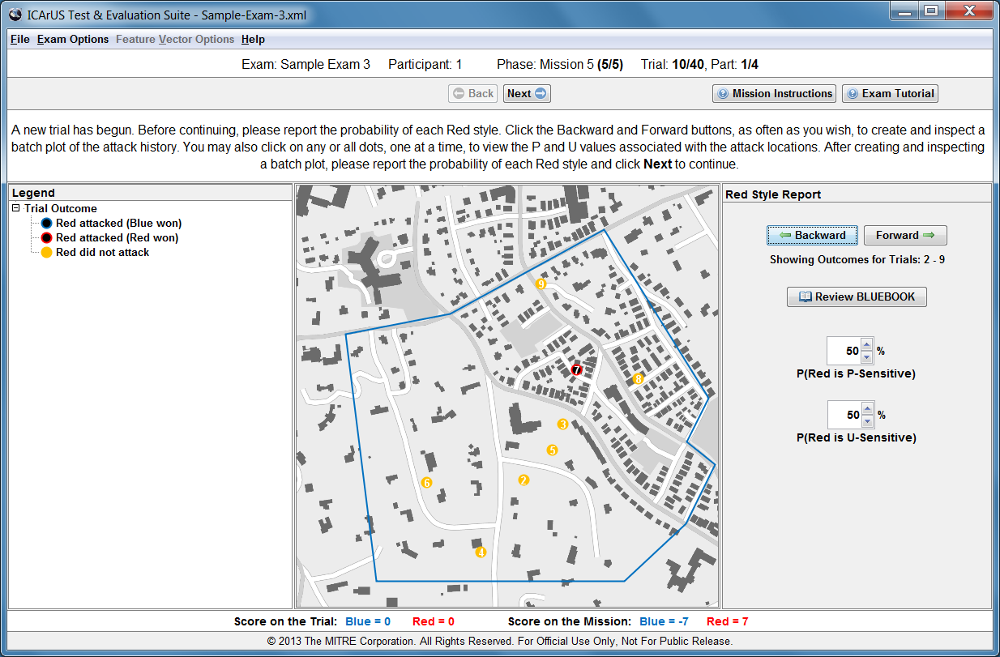 ICArUS Test & Evaluation Suite - Sample-Exam-3.xml
File Exam Options Feature Vector Options Help
Exam: Sample Exam 3 Participant: 1 Phase: Mission 5 (5/5) Trial: 10/40, Part: 1/4
Back Next Mission Instructions Exam Tutorial
A new trial has begun. Before continuing, please report the probability of each Red style. Click the Backward and Forward buttons, as often as you wish, to create and inspect a
batch plot of the attack history. You may also click on any or all dots, one at a time, to view the P and U values associated with the attack locations. After creating and inspecting
a batch plot, please report the probability of each Red style and click Next to continue.
Legend
Trial Outcome
Red attacked (Blue won)
Red attacked (Red won)
Red did not attack
9
7
8
3
5
6
2
4
Red Style Report
Backward Forward
Showing Outcomes for Trials: 2 - 9
Review BLUEBOOK
50 %
P(Red is P-Sensitive)
50 %
P(Red is U-Sensitive)
Score on the Trial: Blue = 0 Red = 0 Score on the Mission: Blue = -7 Red = 7
© 2013 The MITRE Corporation. All Rights Reserved. For Official Use Only, Not For Public Release.